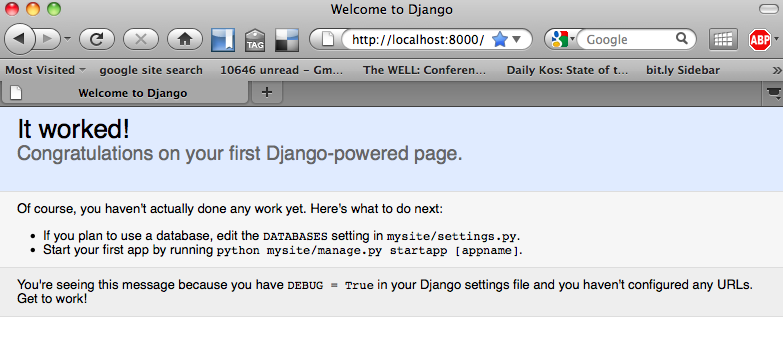 Welcome to Django
http://localhost:8000/
TAG
Google
ABP
Most Visited
google site search
10646 unread – Gm...
The WELL: Conferen...
Daily Kos: State of t...
bit.ly Sidebar
Welcome to Django
It worked!
Congratulations on your first Django-powered page.
Of course, you haven't actually done any work yet. Here's what to do next:
• If you plan to use a database, edit the DATABASES setting in mysite/settings.py.
• Start your first app by running python mysite/manage.py startapp [appname].
You're seeing this message because you have DEBUG = True in your Django settings file and you haven't configured any URLs.
Get to work!